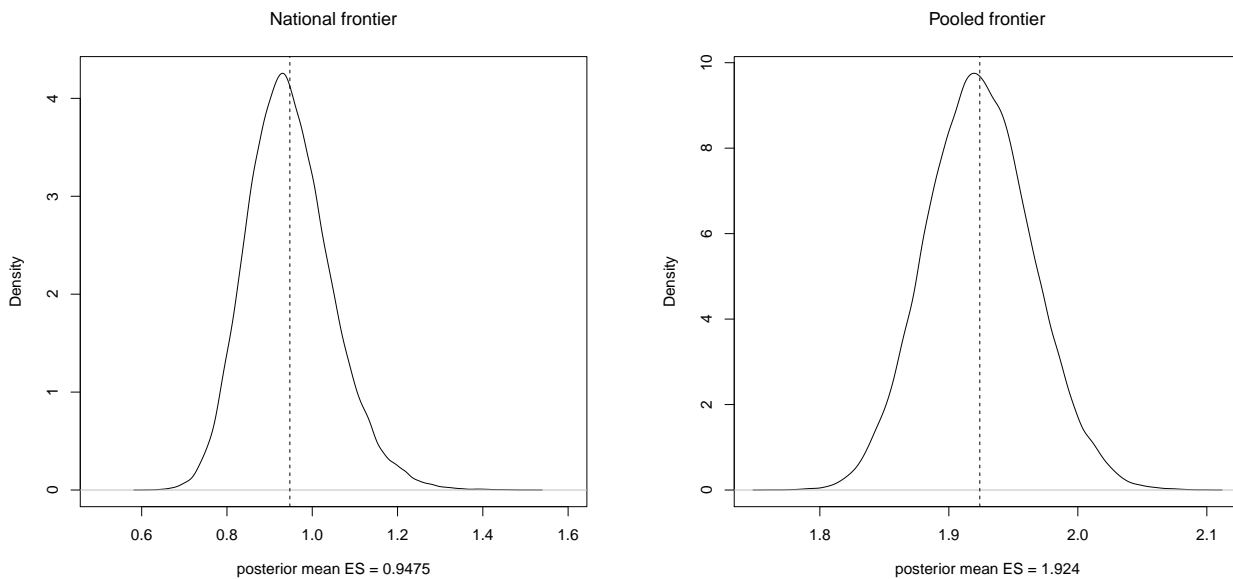 National frontier
Density
0
1
2
3
4
0.6 0.8 1.0 1.2 1.4 1.6
posterior mean ES = 0.9475
Pooled frontier
Density
0
2
4
6
8
10
1.8 1.9 2.0 2.1
posterior mean ES = 1.924